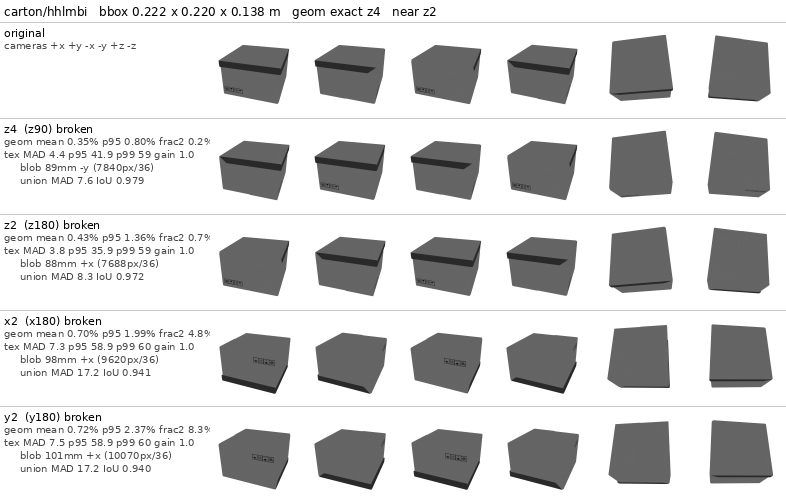 carton/hhlmbi bbox 0.222 x 0.220 x 0.138 m geom exact z4 near z2
original
cameras +x +y -x -y +z -z
z4 (z90) broken
geom mean 0.35% p95 0.80% frac2 0.2%
tex MAD 4.4 p95 41.9 p99 59 gain 1.0
blob 89mm -y (7840px/36)
union MAD 7.6 IoU 0.979
z2 (z180) broken
geom mean 0.43% p95 1.36% frac2 0.7%
tex MAD 3.8 p95 35.9 p99 59 gain 1.0
blob 88mm +x (7688px/36)
union MAD 8.3 IoU 0.972
x2 (x180) broken
geom mean 0.70% p95 1.99% frac2 4.8%
tex MAD 7.3 p95 58.9 p99 60 gain 1.0
blob 98mm +x (9620px/36)
union MAD 17.2 IoU 0.941
y2 (y180) broken
geom mean 0.72% p95 2.37% frac2 8.3%
tex MAD 7.5 p95 58.9 p99 60 gain 1.0
blob 101mm +x (10070px/36)
union MAD 17.2 IoU 0.940